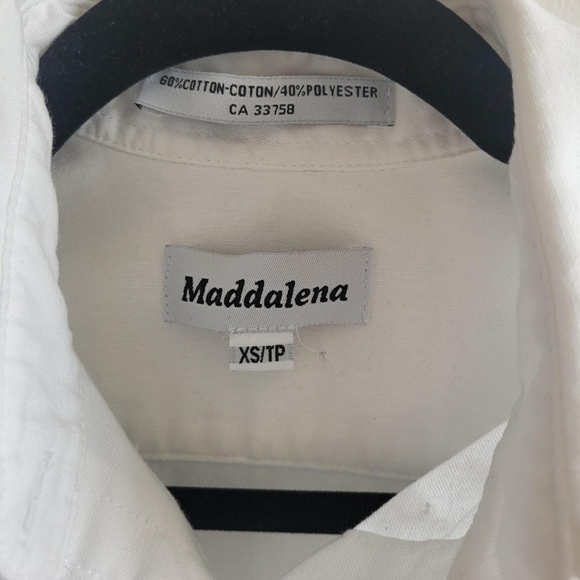 60%COTTON-COTON/40%POLYESTER
CA 33758
Maddalena
XS/TP